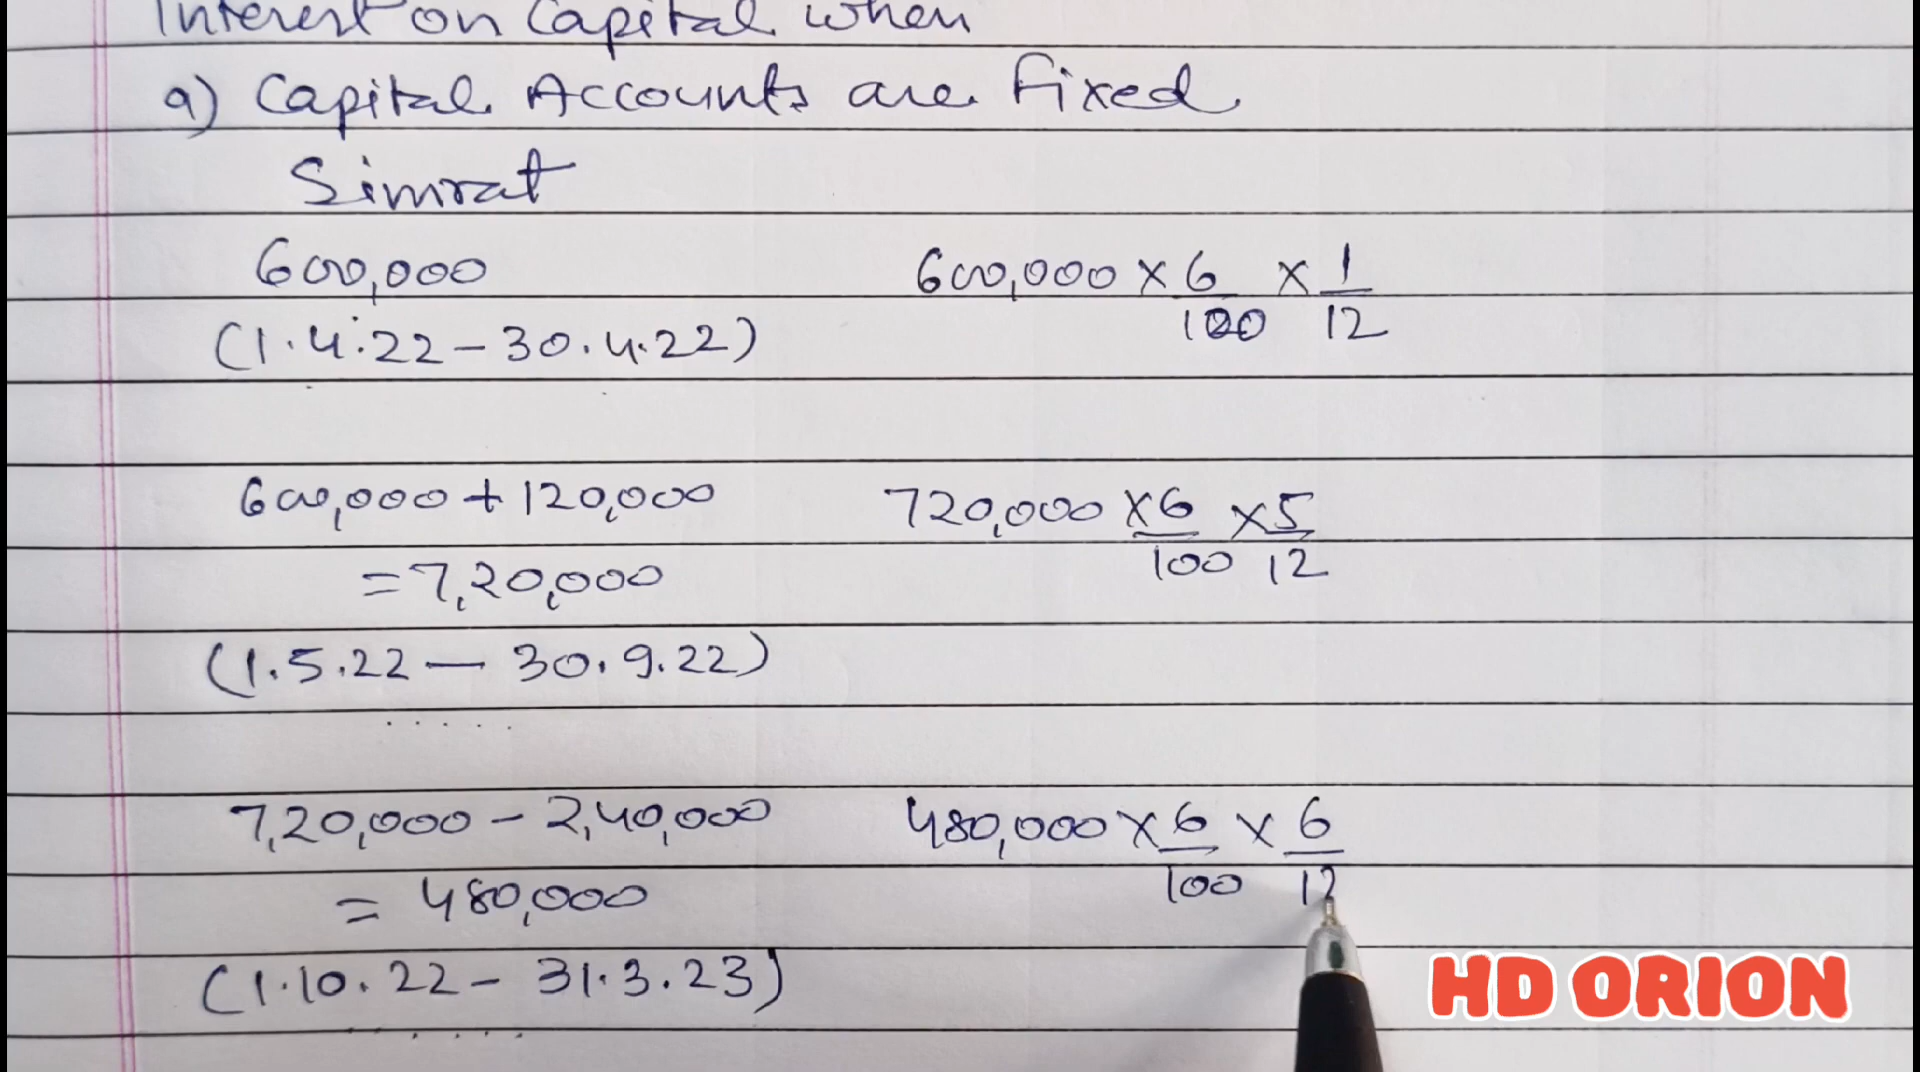 Interest on Capital when
a) Capital Accounts are fixed
Simrat
600,000 600,000 × 6/100 × 1/12
(1.4.22 - 30.4.22)
600,000 + 120,000 720,000 × 6/100 × 5/12
= 7,20,000
(1.5.22 — 30.9.22)
7,20,000 - 2,40,000 480,000 × 6/100 × 6/12
= 480,000
(1.10.22 - 31.3.23)
HD ORION